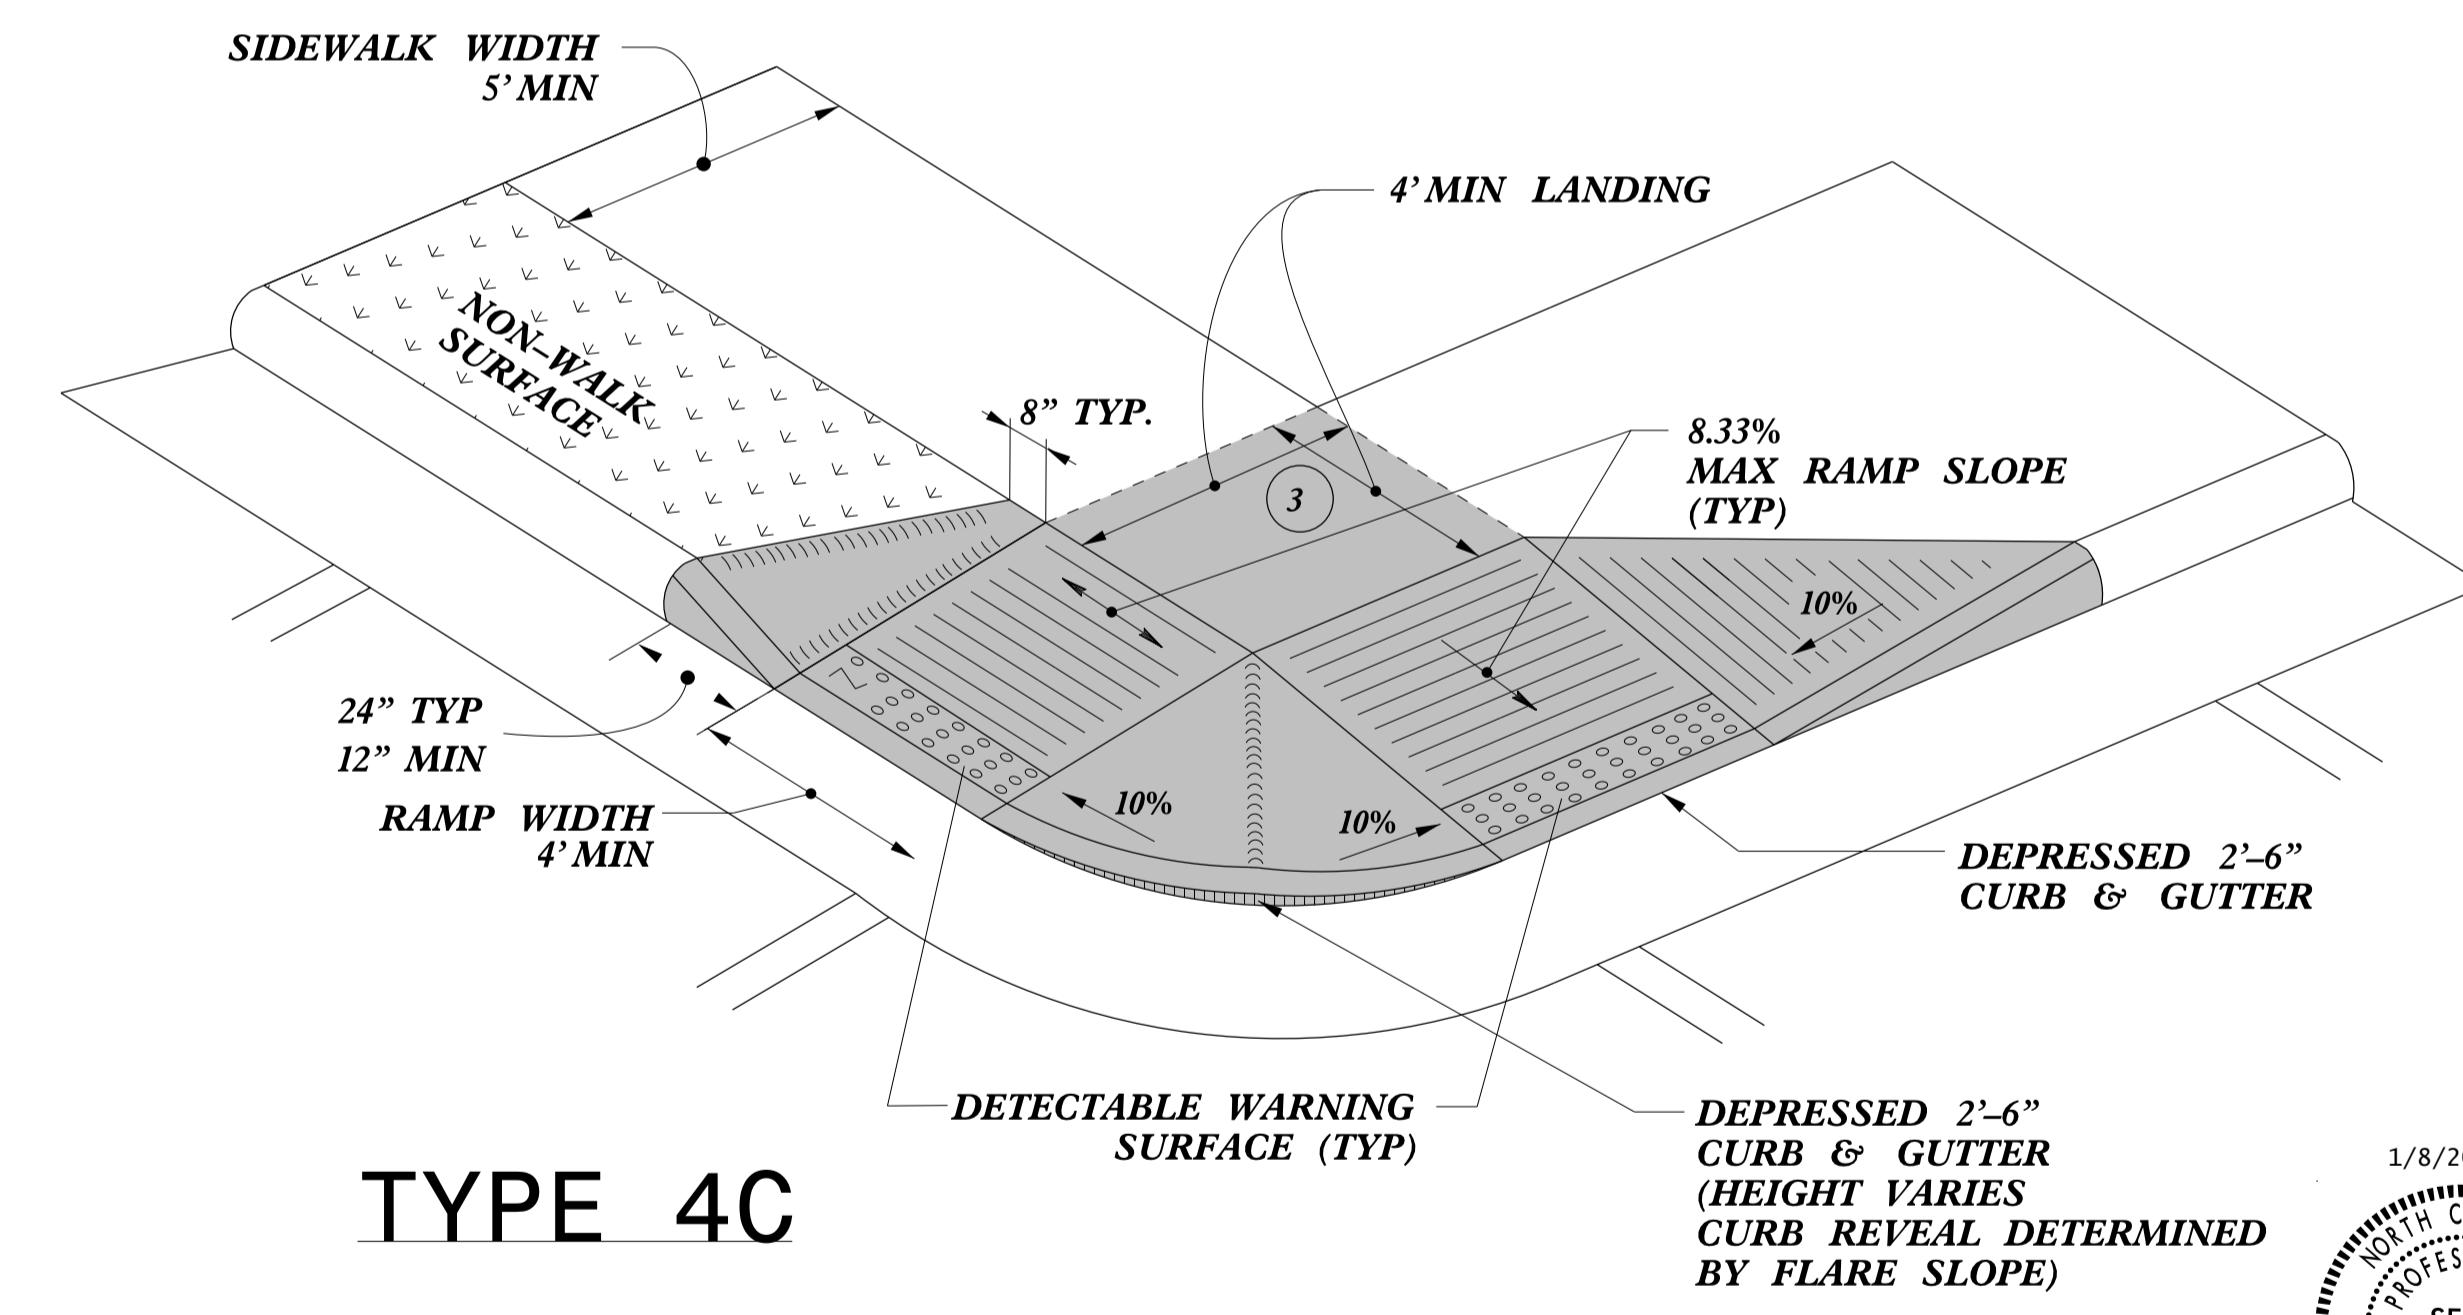 SIDEWALK WIDTH
5' MIN
4' MIN LANDING
NON-WALK
SURFACE
8" TYP.
3
8.33%
MAX RAMP SLOPE
(TYP)
10%
24" TYP
12" MIN
RAMP WIDTH
4' MIN
10%
10%
DEPRESSED 2'-6"
CURB & GUTTER
DETECTABLE WARNING
SURFACE (TYP)
DEPRESSED 2'-6"
CURB & GUTTER
(HEIGHT VARIES
CURB REVEAL DETERMINED
BY FLARE SLOPE)
TYPE 4C
NORTH